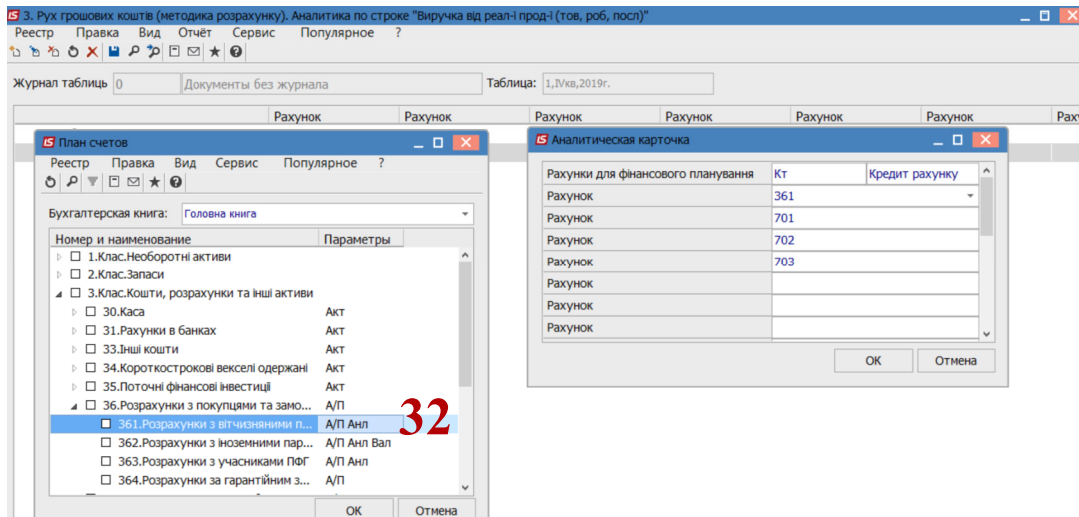 3. Рух грошових коштів (методика розрахунку). Аналитика по строке "Виручка від реал-і прод-і (тов, роб, посл)"
Реестр Правка Вид Отчёт Сервис Популярное ?
Журнал таблиць 0 Документы без журнала Таблица: 1,IVкв,2019г.
Рахунок Рахунок Рахунок Рахунок Рахунок Рахунок Раху
План счетов
Реестр Правка Вид Сервис Популярное ?
Бухгалтерская книга: Головна книга
Номер и наименование Параметры
1.Клас.Необоротні активи
2.Клас.Запаси
3.Клас.Кошти, розрахунки та інші активи
30.Каса Акт
31.Рахунки в банках Акт
33.Інші кошти Акт
34.Короткострокові векселі одержані Акт
35.Поточні фінансові інвестиції Акт
36.Розрахунки з покупцями та замо... А/П
361.Розрахунки з вітчизняними п... А/П Анл
362.Розрахунки з іноземними пар... А/П Анл Вал
363.Розрахунки з учасниками ПФГ А/П Анл
364.Розрахунки за гарантійним з... А/П
ОК Отмена
32
Аналитическая карточка
Рахунки для фінансового планування Кт Кредит рахунку
Рахунок 361
Рахунок 701
Рахунок 702
Рахунок 703
Рахунок
Рахунок
Рахунок
ОК Отмена